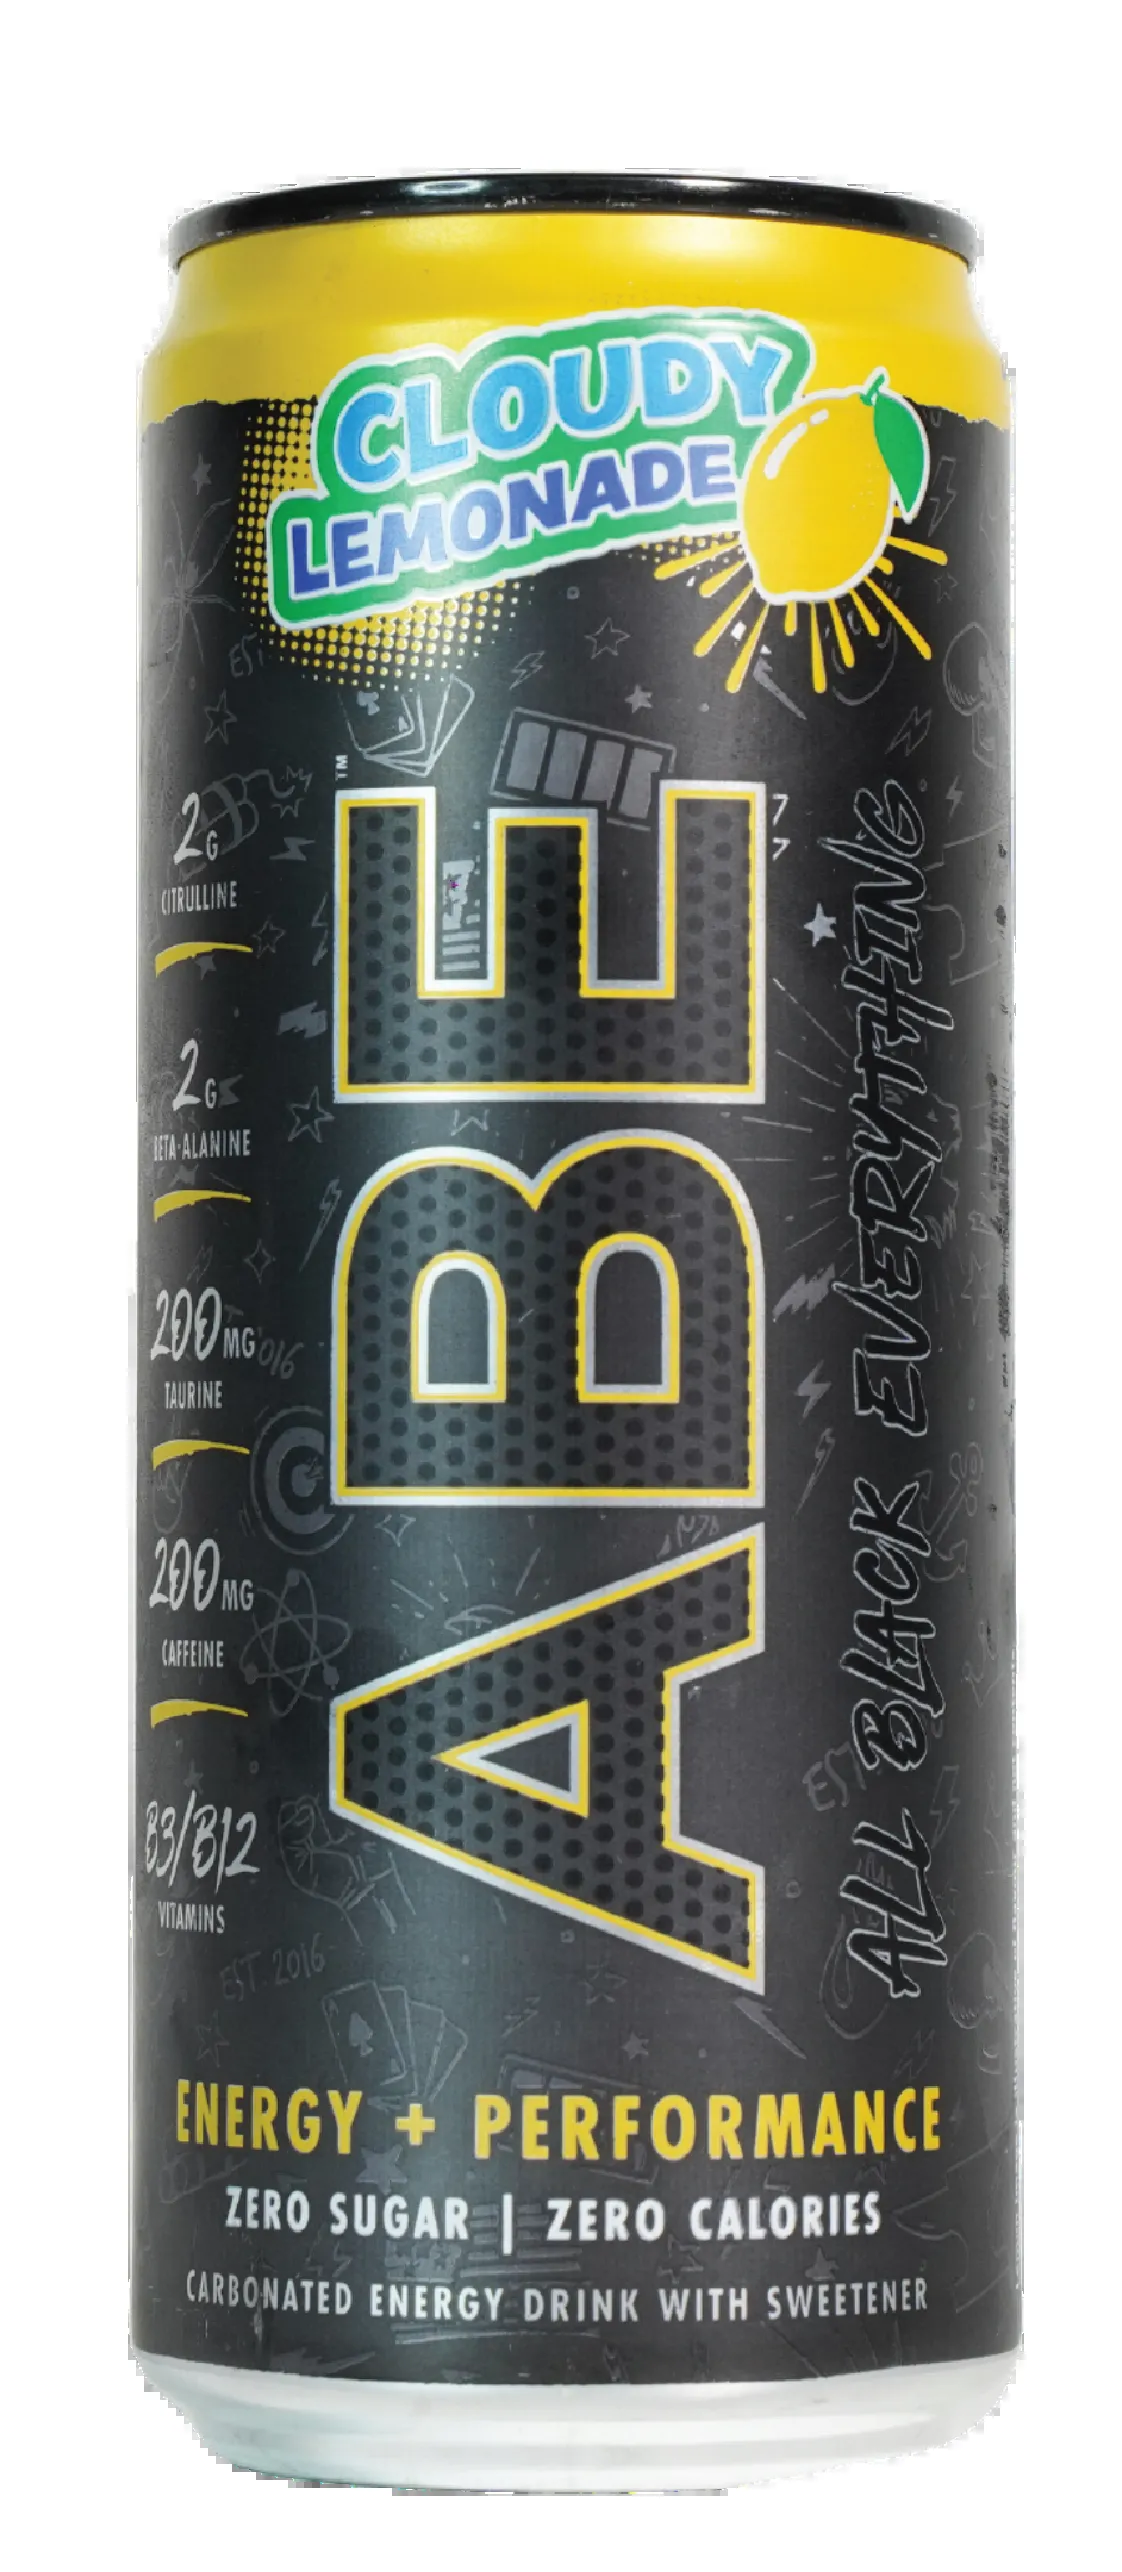 CLOUDY
LEMONADE
2G
CITRULLINE
2G
BETA-ALANINE
200MG
TAURINE
200MG
CAFFEINE
B3/B12
VITAMINS
ABE™
ALL BLACK EVERYTHING
EST. 2016
ENERGY + PERFORMANCE
ZERO SUGAR | ZERO CALORIES
CARBONATED ENERGY DRINK WITH SWEETENER